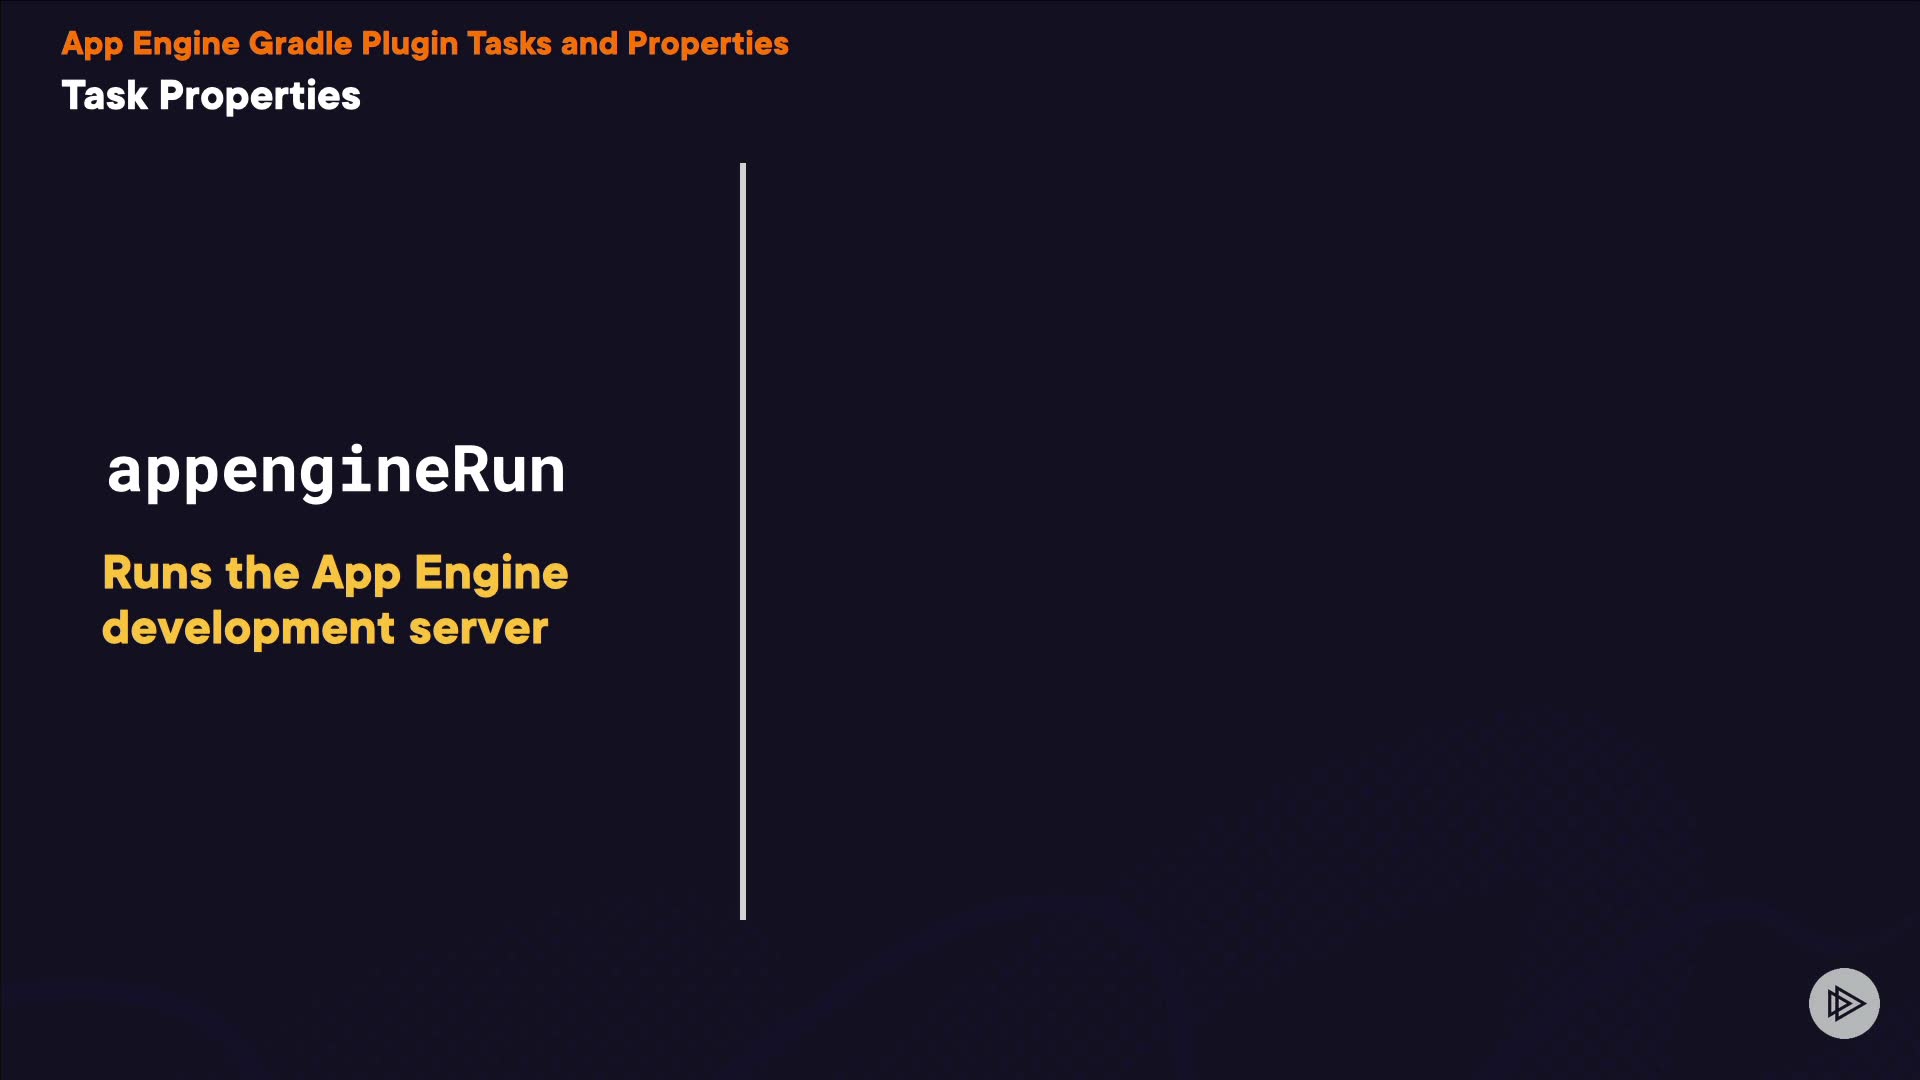 App Engine Gradle Plugin Tasks and Properties
Task Properties
appengineRun
Runs the App Engine
development server